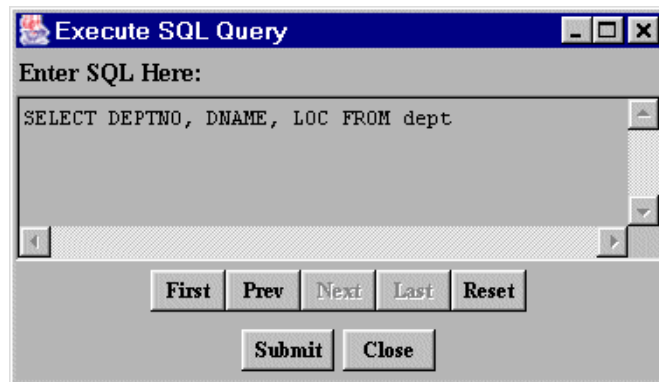 Execute SQL Query
Enter SQL Here:
SELECT DEPTNO, DNAME, LOC FROM dept
First Prev Next Last Reset
Submit Close